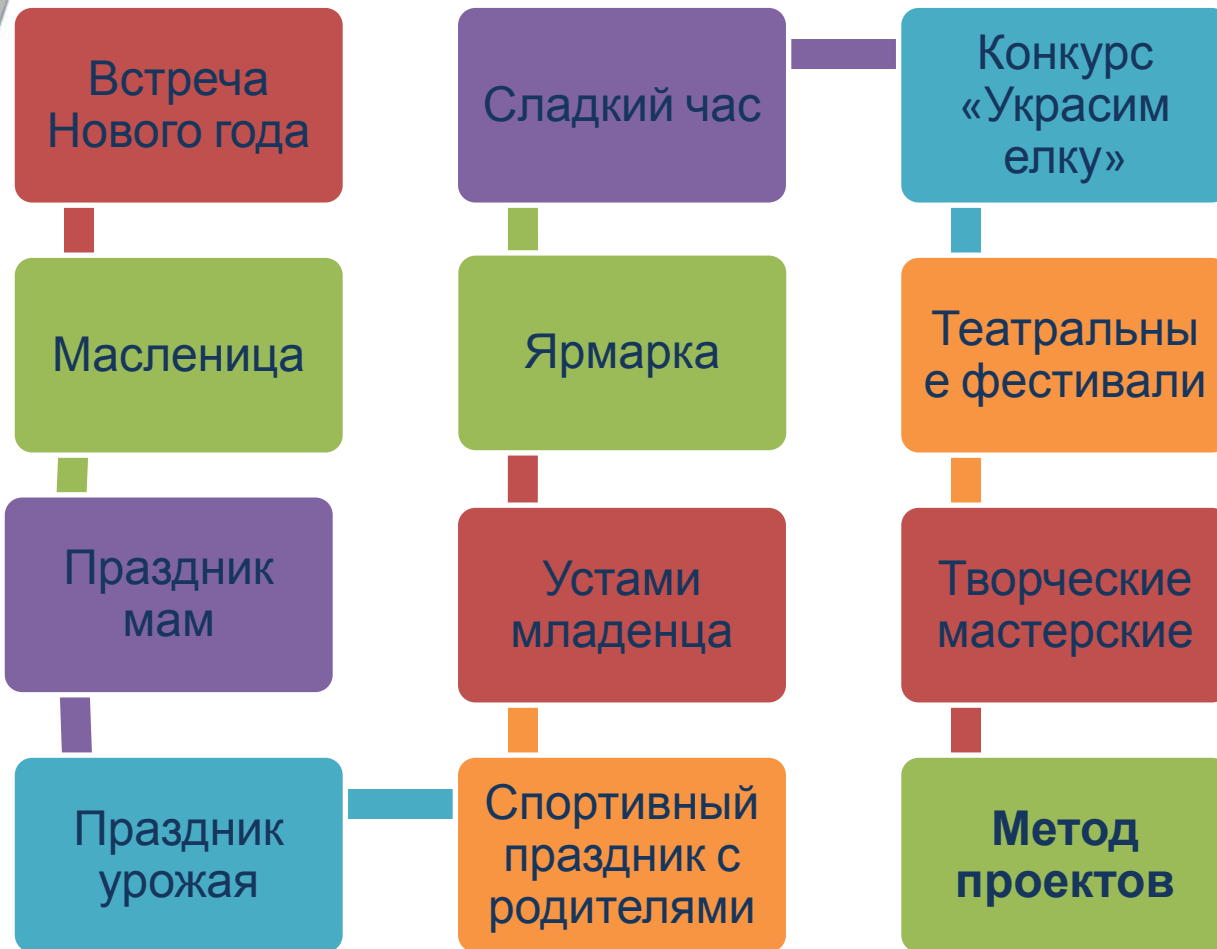 Встреча
Нового года
Масленица
Праздник
мам
Праздник
урожая
Спортивный
праздник с
родителями
Устами
младенца
Ярмарка
Сладкий час
Конкурс
«Украсим
елку»
Театральны
е фестивали
Творческие
мастерские
Метод
проектов